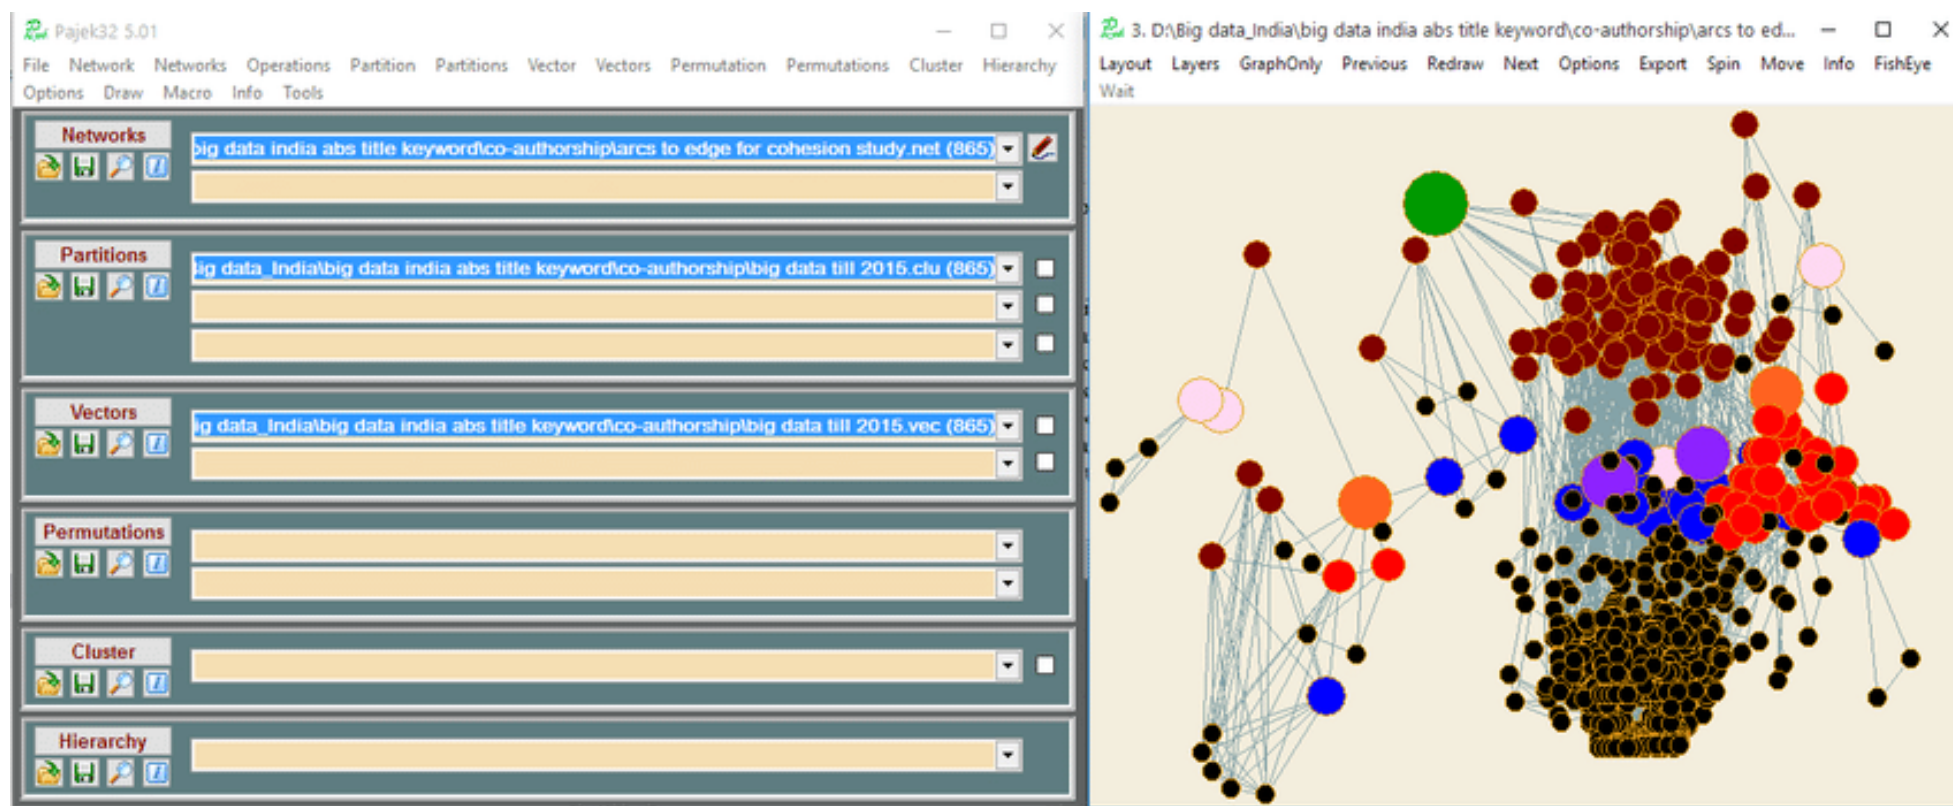 Pajek32 5.01
File Network Networks Operations Partition Partitions Vector Vectors Permutation Permutations Cluster Hierarchy
Options Draw Macro Info Tools
Networks
big data india abs title keyword\co-authorship\arcs to edge for cohesion study.net (865)
Partitions
ig data_India\big data india abs title keyword\co-authorship\big data till 2015.clu (865)
Vectors
ig data_India\big data india abs title keyword\co-authorship\big data till 2015.vec (865)
Permutations
Cluster
Hierarchy
3. D:\Big data_India\big data india abs title keyword\co-authorship\arcs to ed...
Layout Layers GraphOnly Previous Redraw Next Options Export Spin Move Info FishEye
Wait